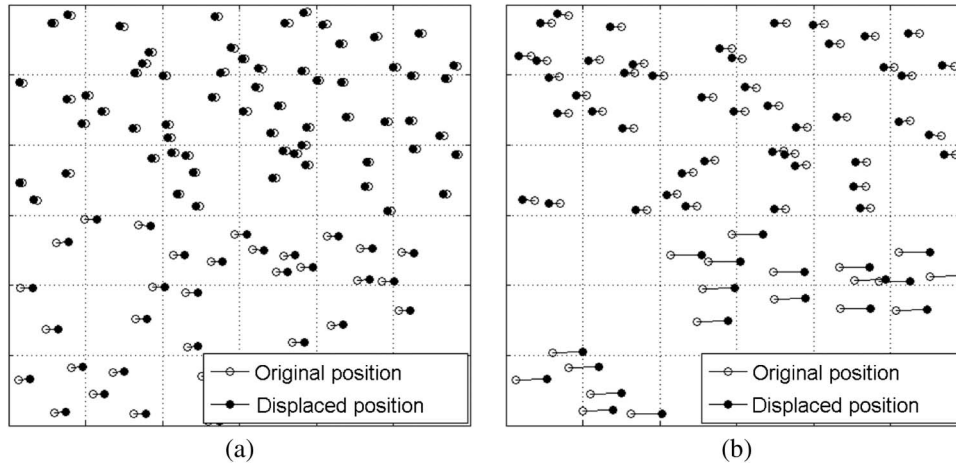 Original position
Displaced position
Original position
Displaced position
(a)
(b)